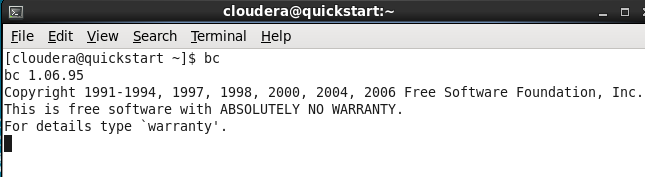 cloudera@quickstart:~
File Edit View Search Terminal Help
[cloudera@quickstart ~]$ bc
bc 1.06.95
Copyright 1991-1994, 1997, 1998, 2000, 2004, 2006 Free Software Foundation, Inc.
This is free software with ABSOLUTELY NO WARRANTY.
For details type `warranty'.